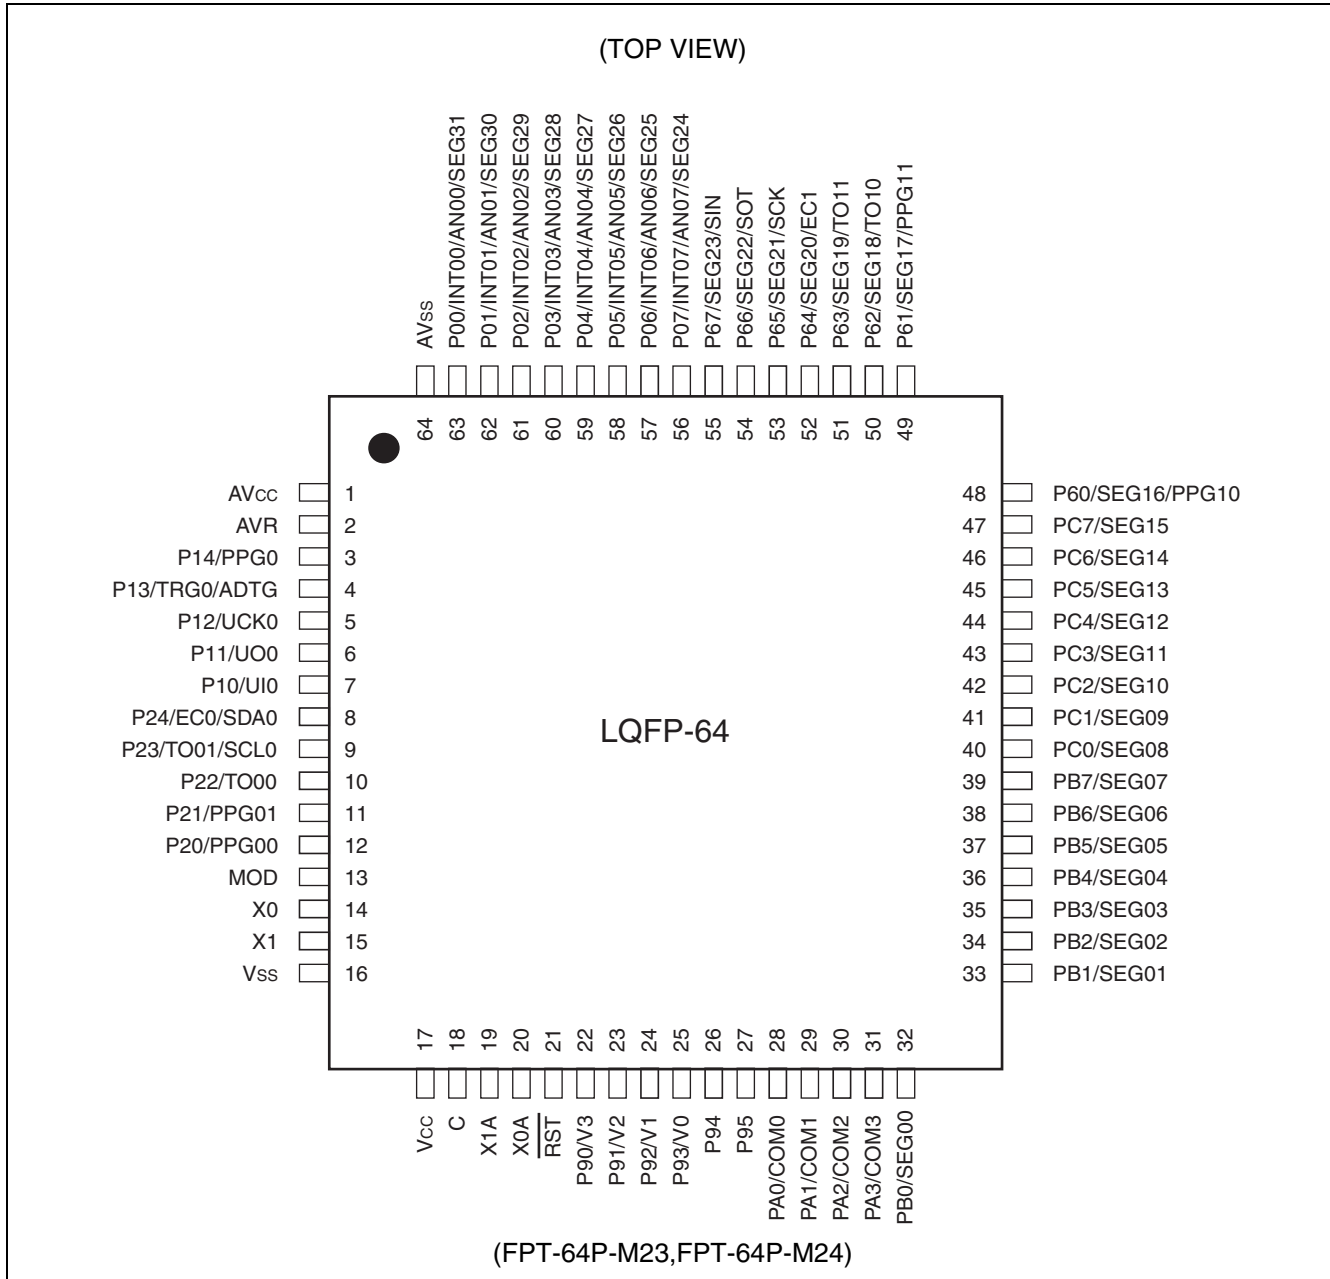 (TOP VIEW)
AVss
P00/INT00/AN00/SEG31
P01/INT01/AN01/SEG30
P02/INT02/AN02/SEG29
P03/INT03/AN03/SEG28
P04/INT04/AN04/SEG27
P05/INT05/AN05/SEG26
P06/INT06/AN06/SEG25
P07/INT07/AN07/SEG24
P67/SEG23/SIN
P66/SEG22/SOT
P65/SEG21/SCK
P64/SEG20/EC1
P63/SEG19/TO11
P62/SEG18/TO10
P61/SEG17/PPG11
64 63 62 61 60 59 58 57 56 55 54 53 52 51 50 49
AVcc 1
AVR 2
P14/PPG0 3
P13/TRG0/ADTG 4
P12/UCK0 5
P11/UO0 6
P10/UI0 7
P24/EC0/SDA0 8
P23/TO01/SCL0 9
P22/TO00 10
P21/PPG01 11
P20/PPG00 12
MOD 13
X0 14
X1 15
Vss 16
LQFP-64
48 P60/SEG16/PPG10
47 PC7/SEG15
46 PC6/SEG14
45 PC5/SEG13
44 PC4/SEG12
43 PC3/SEG11
42 PC2/SEG10
41 PC1/SEG09
40 PC0/SEG08
39 PB7/SEG07
38 PB6/SEG06
37 PB5/SEG05
36 PB4/SEG04
35 PB3/SEG03
34 PB2/SEG02
33 PB1/SEG01
17 18 19 20 21 22 23 24 25 26 27 28 29 30 31 32
Vcc
C
X1A
X0A
RST
P90/V3
P91/V2
P92/V1
P93/V0
P94
P95
PA0/COM0
PA1/COM1
PA2/COM2
PA3/COM3
PB0/SEG00
(FPT-64P-M23,FPT-64P-M24)